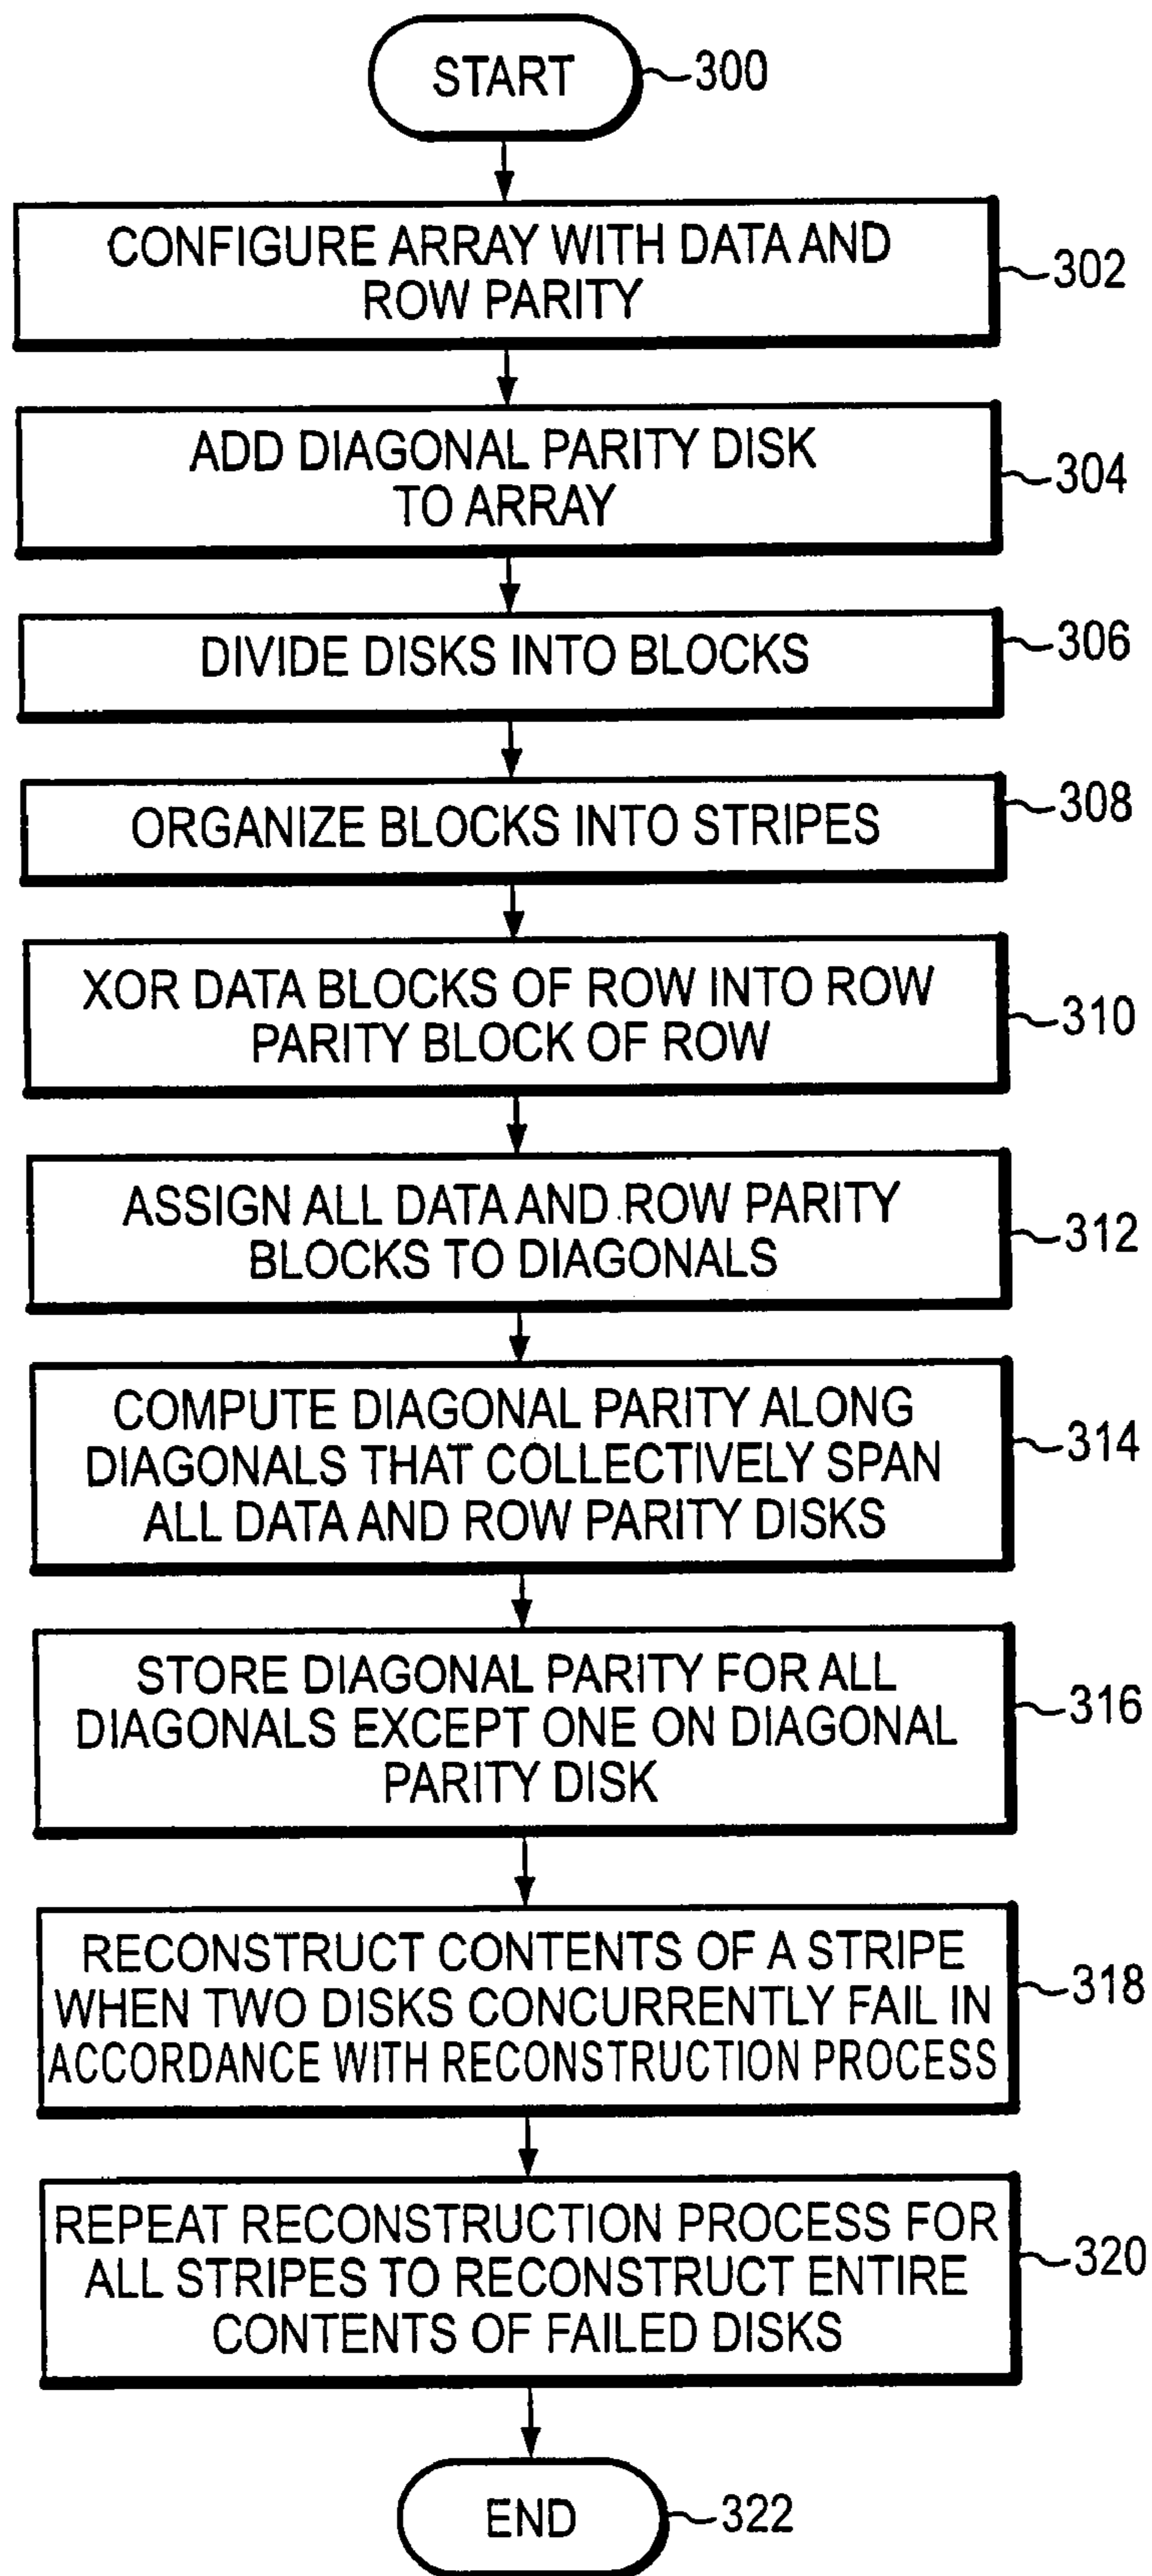 START
300
CONFIGURE ARRAY WITH DATA AND
ROW PARITY
302
ADD DIAGONAL PARITY DISK
TO ARRAY
304
DIVIDE DISKS INTO BLOCKS
306
ORGANIZE BLOCKS INTO STRIPES
308
XOR DATA BLOCKS OF ROW INTO ROW
PARITY BLOCK OF ROW
310
ASSIGN ALL DATA AND ROW PARITY
BLOCKS TO DIAGONALS
312
COMPUTE DIAGONAL PARITY ALONG
DIAGONALS THAT COLLECTIVELY SPAN
ALL DATA AND ROW PARITY DISKS
314
STORE DIAGONAL PARITY FOR ALL
DIAGONALS EXCEPT ONE ON DIAGONAL
PARITY DISK
316
RECONSTRUCT CONTENTS OF A STRIPE
WHEN TWO DISKS CONCURRENTLY FAIL IN
ACCORDANCE WITH RECONSTRUCTION PROCESS
318
REPEAT RECONSTRUCTION PROCESS FOR
ALL STRIPES TO RECONSTRUCT ENTIRE
CONTENTS OF FAILED DISKS
320
END
322